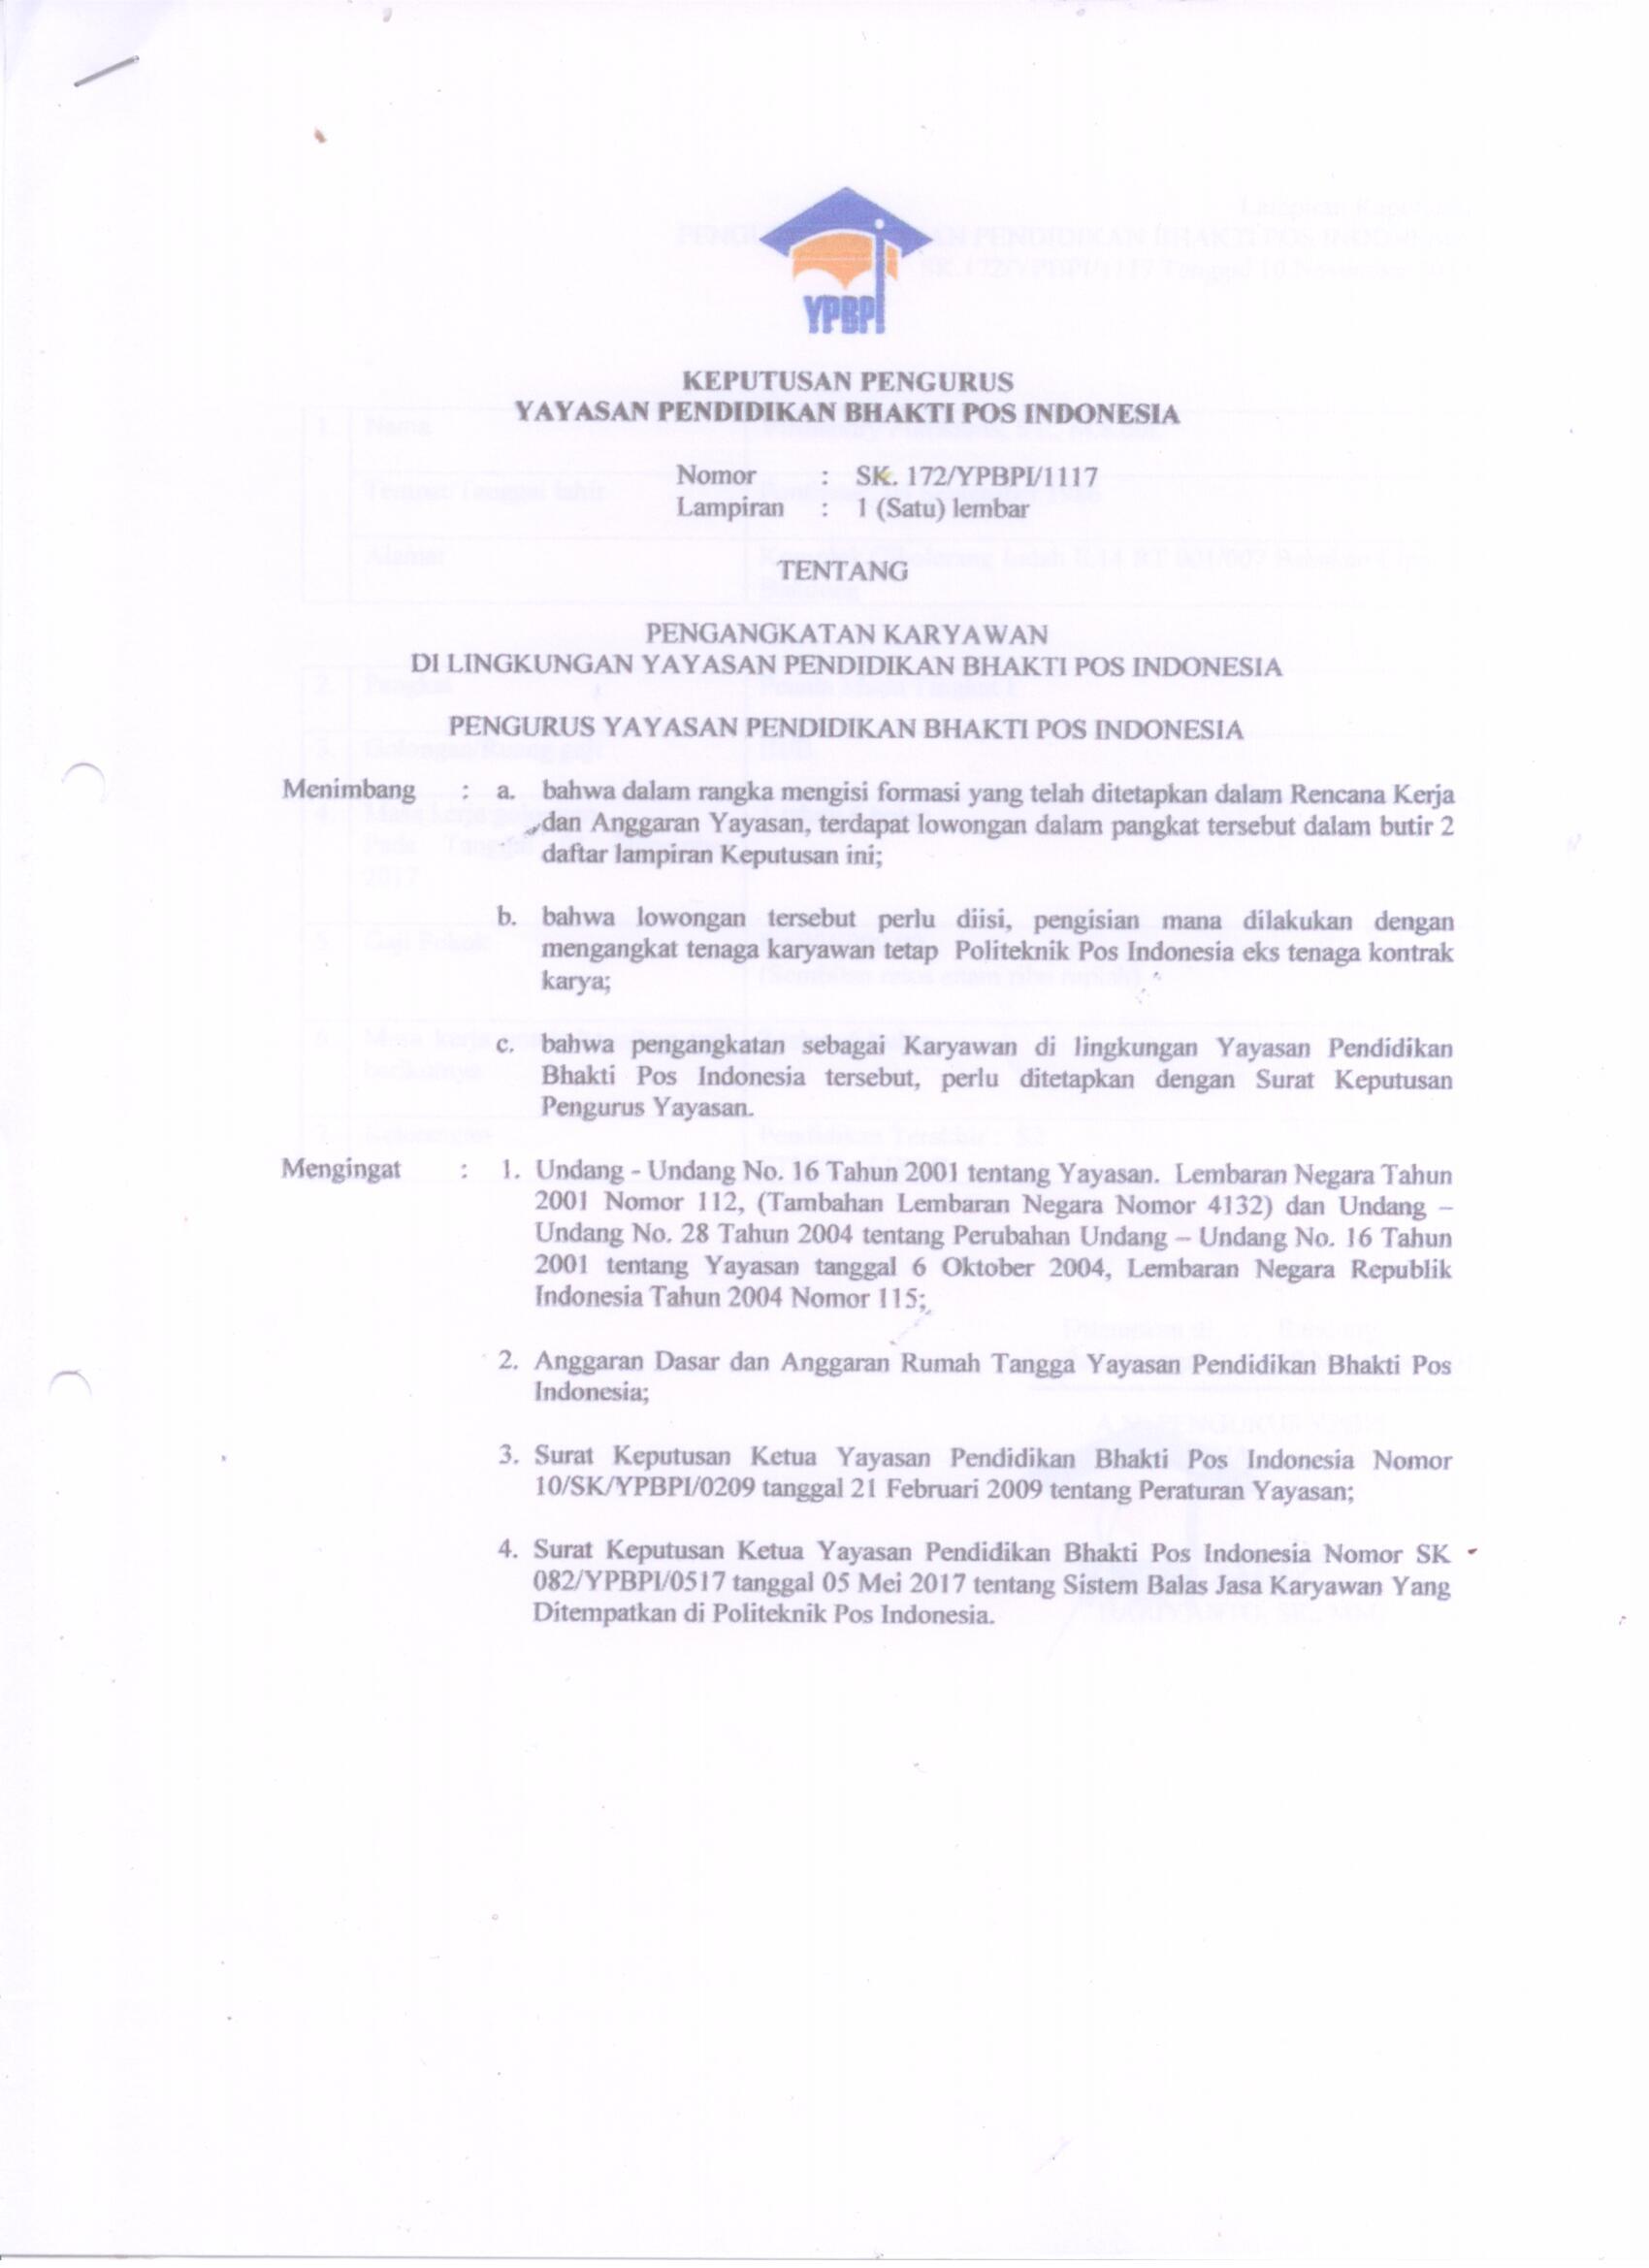 YPBPI
KEPUTUSAN PENGURUS
YAYASAN PENDIDIKAN BHAKTI POS INDONESIA
Nomor : SK. 172/YPBPI/1117
Lampiran : 1 (Satu) lembar
TENTANG
PENGANGKATAN KARYAWAN
DI LINGKUNGAN YAYASAN PENDIDIKAN BHAKTI POS INDONESIA
PENGURUS YAYASAN PENDIDIKAN BHAKTI POS INDONESIA
Menimbang : a. bahwa dalam rangka mengisi formasi yang telah ditetapkan dalam Rencana Kerja
dan Anggaran Yayasan, terdapat lowongan dalam pangkat tersebut dalam butir 2
daftar lampiran Keputusan ini;
b. bahwa lowongan tersebut perlu diisi, pengisian mana dilakukan dengan
mengangkat tenaga karyawan tetap Politeknik Pos Indonesia eks tenaga kontrak
karya;
c. bahwa pengangkatan sebagai Karyawan di lingkungan Yayasan Pendidikan
Bhakti Pos Indonesia tersebut, perlu ditetapkan dengan Surat Keputusan
Pengurus Yayasan.
Mengingat : 1. Undang - Undang No. 16 Tahun 2001 tentang Yayasan. Lembaran Negara Tahun
2001 Nomor 112, (Tambahan Lembaran Negara Nomor 4132) dan Undang –
Undang No. 28 Tahun 2004 tentang Perubahan Undang – Undang No. 16 Tahun
2001 tentang Yayasan tanggal 6 Oktober 2004, Lembaran Negara Republik
Indonesia Tahun 2004 Nomor 115;
2. Anggaran Dasar dan Anggaran Rumah Tangga Yayasan Pendidikan Bhakti Pos
Indonesia;
3. Surat Keputusan Ketua Yayasan Pendidikan Bhakti Pos Indonesia Nomor
10/SK/YPBPI/0209 tanggal 21 Februari 2009 tentang Peraturan Yayasan;
4. Surat Keputusan Ketua Yayasan Pendidikan Bhakti Pos Indonesia Nomor SK
082/YPBPI/0517 tanggal 05 Mei 2017 tentang Sistem Balas Jasa Karyawan Yang
Ditempatkan di Politeknik Pos Indonesia.